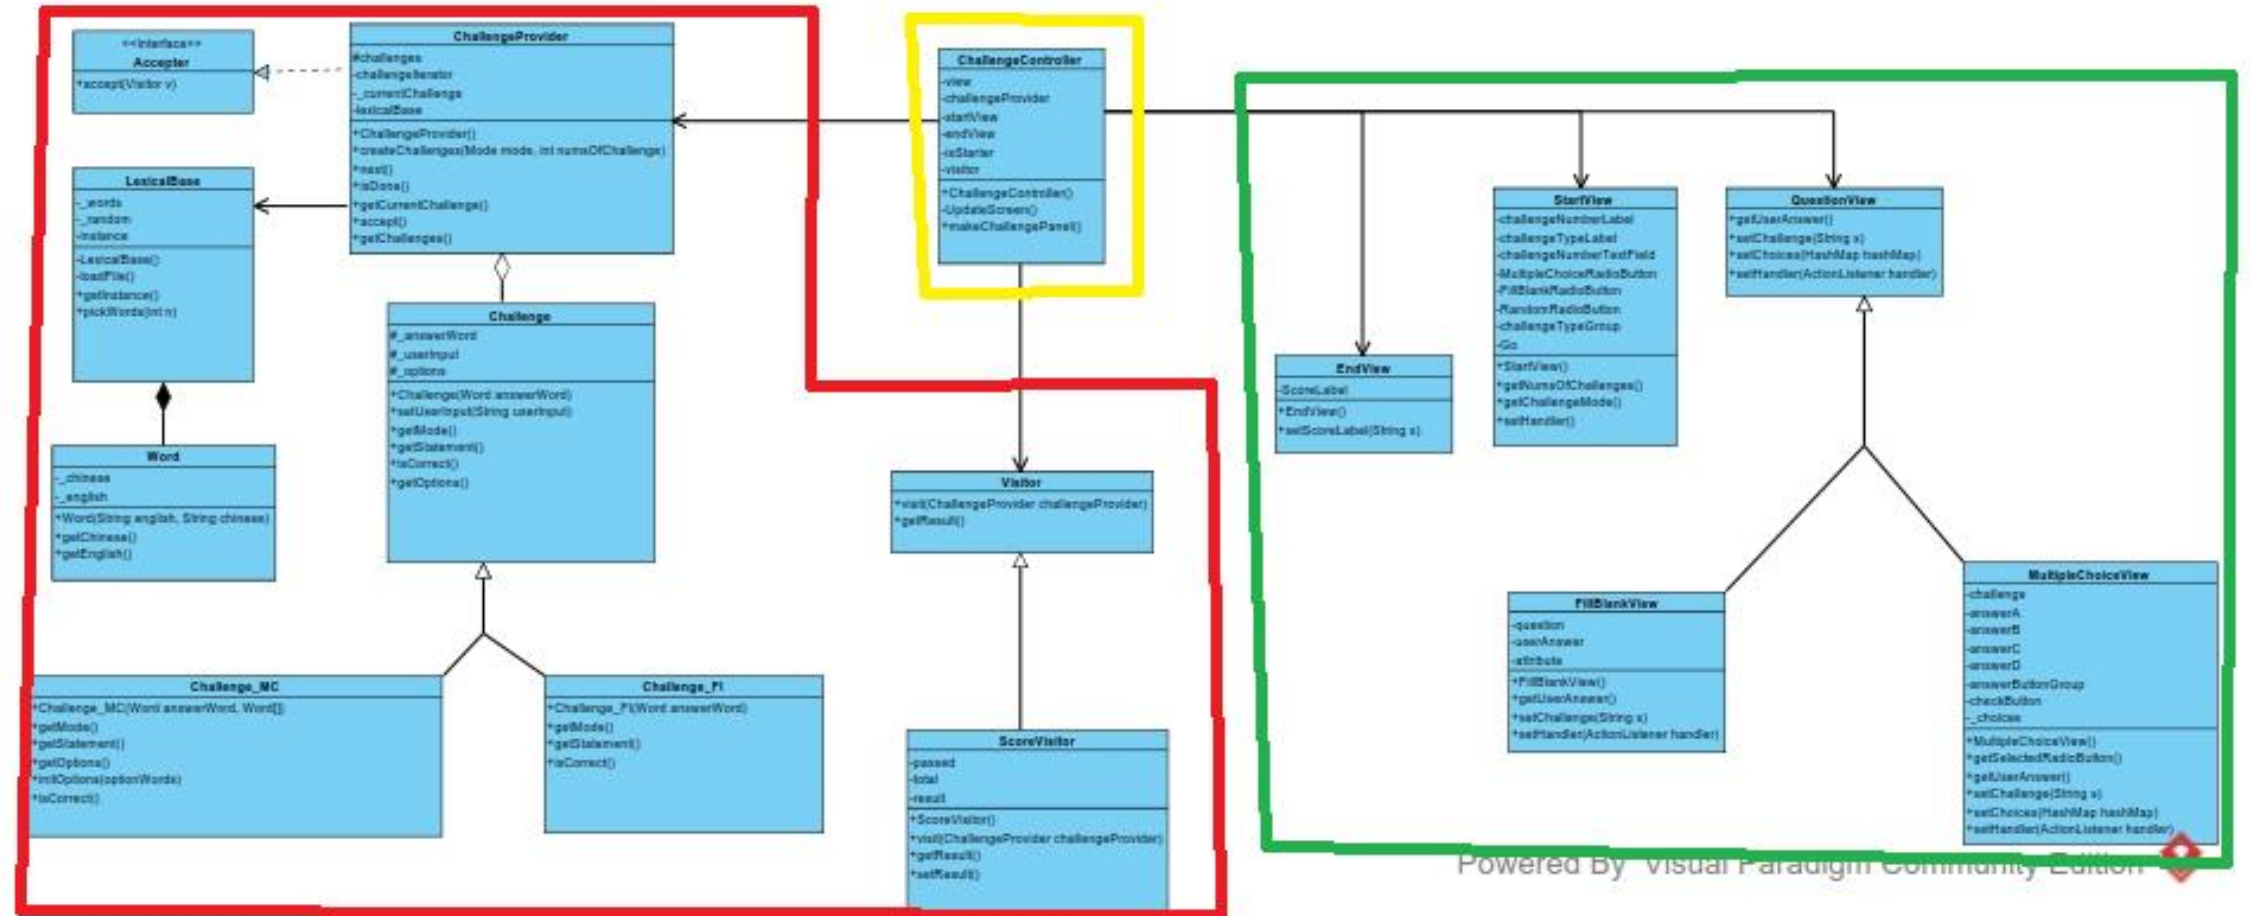 <<Interface>>
Accepter
+accept(Visitor v)
ChallengeProvider
#challenges
-challengeIterator
-_currentChallenge
-lexicalBase
+ChallengeProvider()
+createChallenges(Mode mode, int numsOfChallenge)
+next()
+isDone()
+getCurrentChallenge()
+accept()
+getChallenges()
LexicalBase
-_words
-_random
-instance
-LexicalBase()
-loadFile()
+getInstance()
+pickWords(int n)
Word
-_chinese
-_english
+Word(String english, String chinese)
+getChinese()
+getEnglish()
Challenge
#_answerWord
#_userInput
#_options
+Challenge(Word answerWord)
+setUserInput(String userInput)
+getMode()
+getStatement()
+isCorrect()
+getOptions()
Challenge_MC
+Challenge_MC(Word answerWord, Word[])
+getMode()
+getStatement()
+getOptions()
+initOptions(optionWords)
+isCorrect()
Challenge_FI
+Challenge_FI(Word answerWord)
+getMode()
+getStatement()
+isCorrect()
ChallengeController
-view
-challengeProvider
-startView
-endView
-isStarter
-visitor
+ChallengeController()
-UpdateScreen()
+makeChallengePanel()
Visitor
+visit(ChallengeProvider challengeProvider)
+getResult()
ScoreVisitor
-passed
-total
-result
+ScoreVisitor()
+visit(ChallengeProvider challengeProvider)
+getResult()
+setResult()
EndView
-ScoreLabel
+EndView()
+setScoreLabel(String s)
StartView
-challengeNumberLabel
-challengeTypeLabel
-challengeNumberTextField
-MultipleChoiceRadioButton
-FillBlankRadioButton
-RandomRadioButton
-challengeTypeGroup
-Go
+StartView()
+getNumsOfChallenges()
+getChallengeMode()
+setHandler()
QuestionView
+getUserAnswer()
+setChallenge(String s)
+setChoices(HashMap hashMap)
+setHandler(ActionListener handler)
FillBlankView
-question
-userAnswer
-attribute
+FillBlankView()
+getUserAnswer()
+setChallenge(String s)
+setHandler(ActionListener handler)
MultipleChoiceView
-challenge
-answerA
-answerB
-answerC
-answerD
-answerButtonGroup
-checkButton
-_choices
+MultipleChoiceView()
+getSelectedRadioButton()
+getUserAnswer()
+setChallenge(String s)
+setChoices(HashMap hashMap)
+setHandler(ActionListener handler)
Powered By Visual Paradigm Community Edition